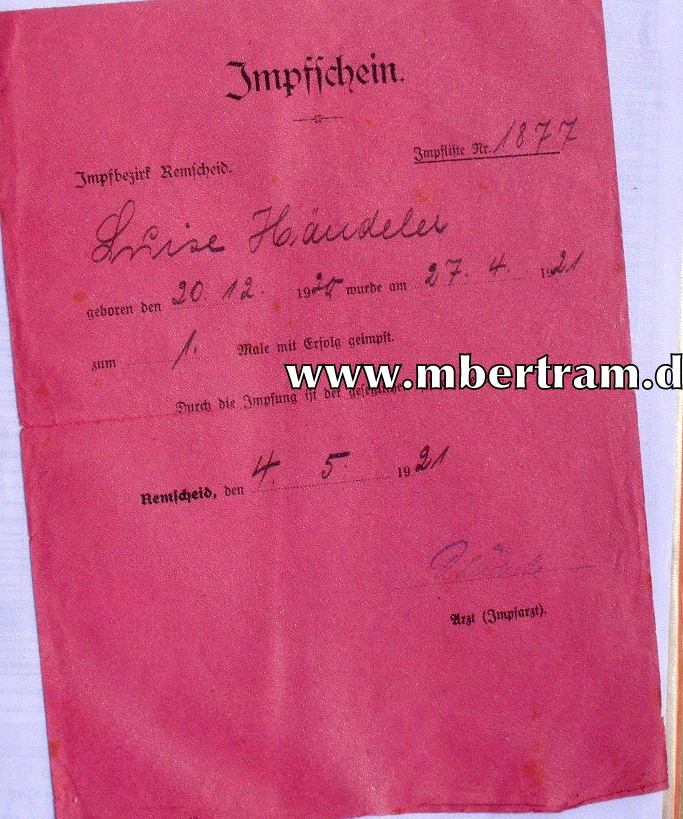 Impfschein.
Impfbezirk Remscheid.
Impfliste Nr. 1877
Luise Händeler
geboren den 20. 12. 1920 wurde am 27. 4. 1921
zum 1. Male mit Erfolg geimpft.
www.mbertram.d
Durch die Impfung ist der
Remscheid, den 4. 5. 1921
Arzt (Impfarzt).